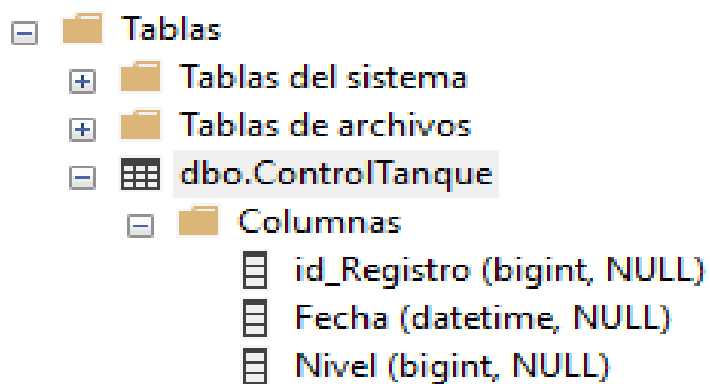 Tablas
Tablas del sistema
Tablas de archivos
dbo.ControlTanque
Columnas
id_Registro (bigint, NULL)
Fecha (datetime, NULL)
Nivel (bigint, NULL)